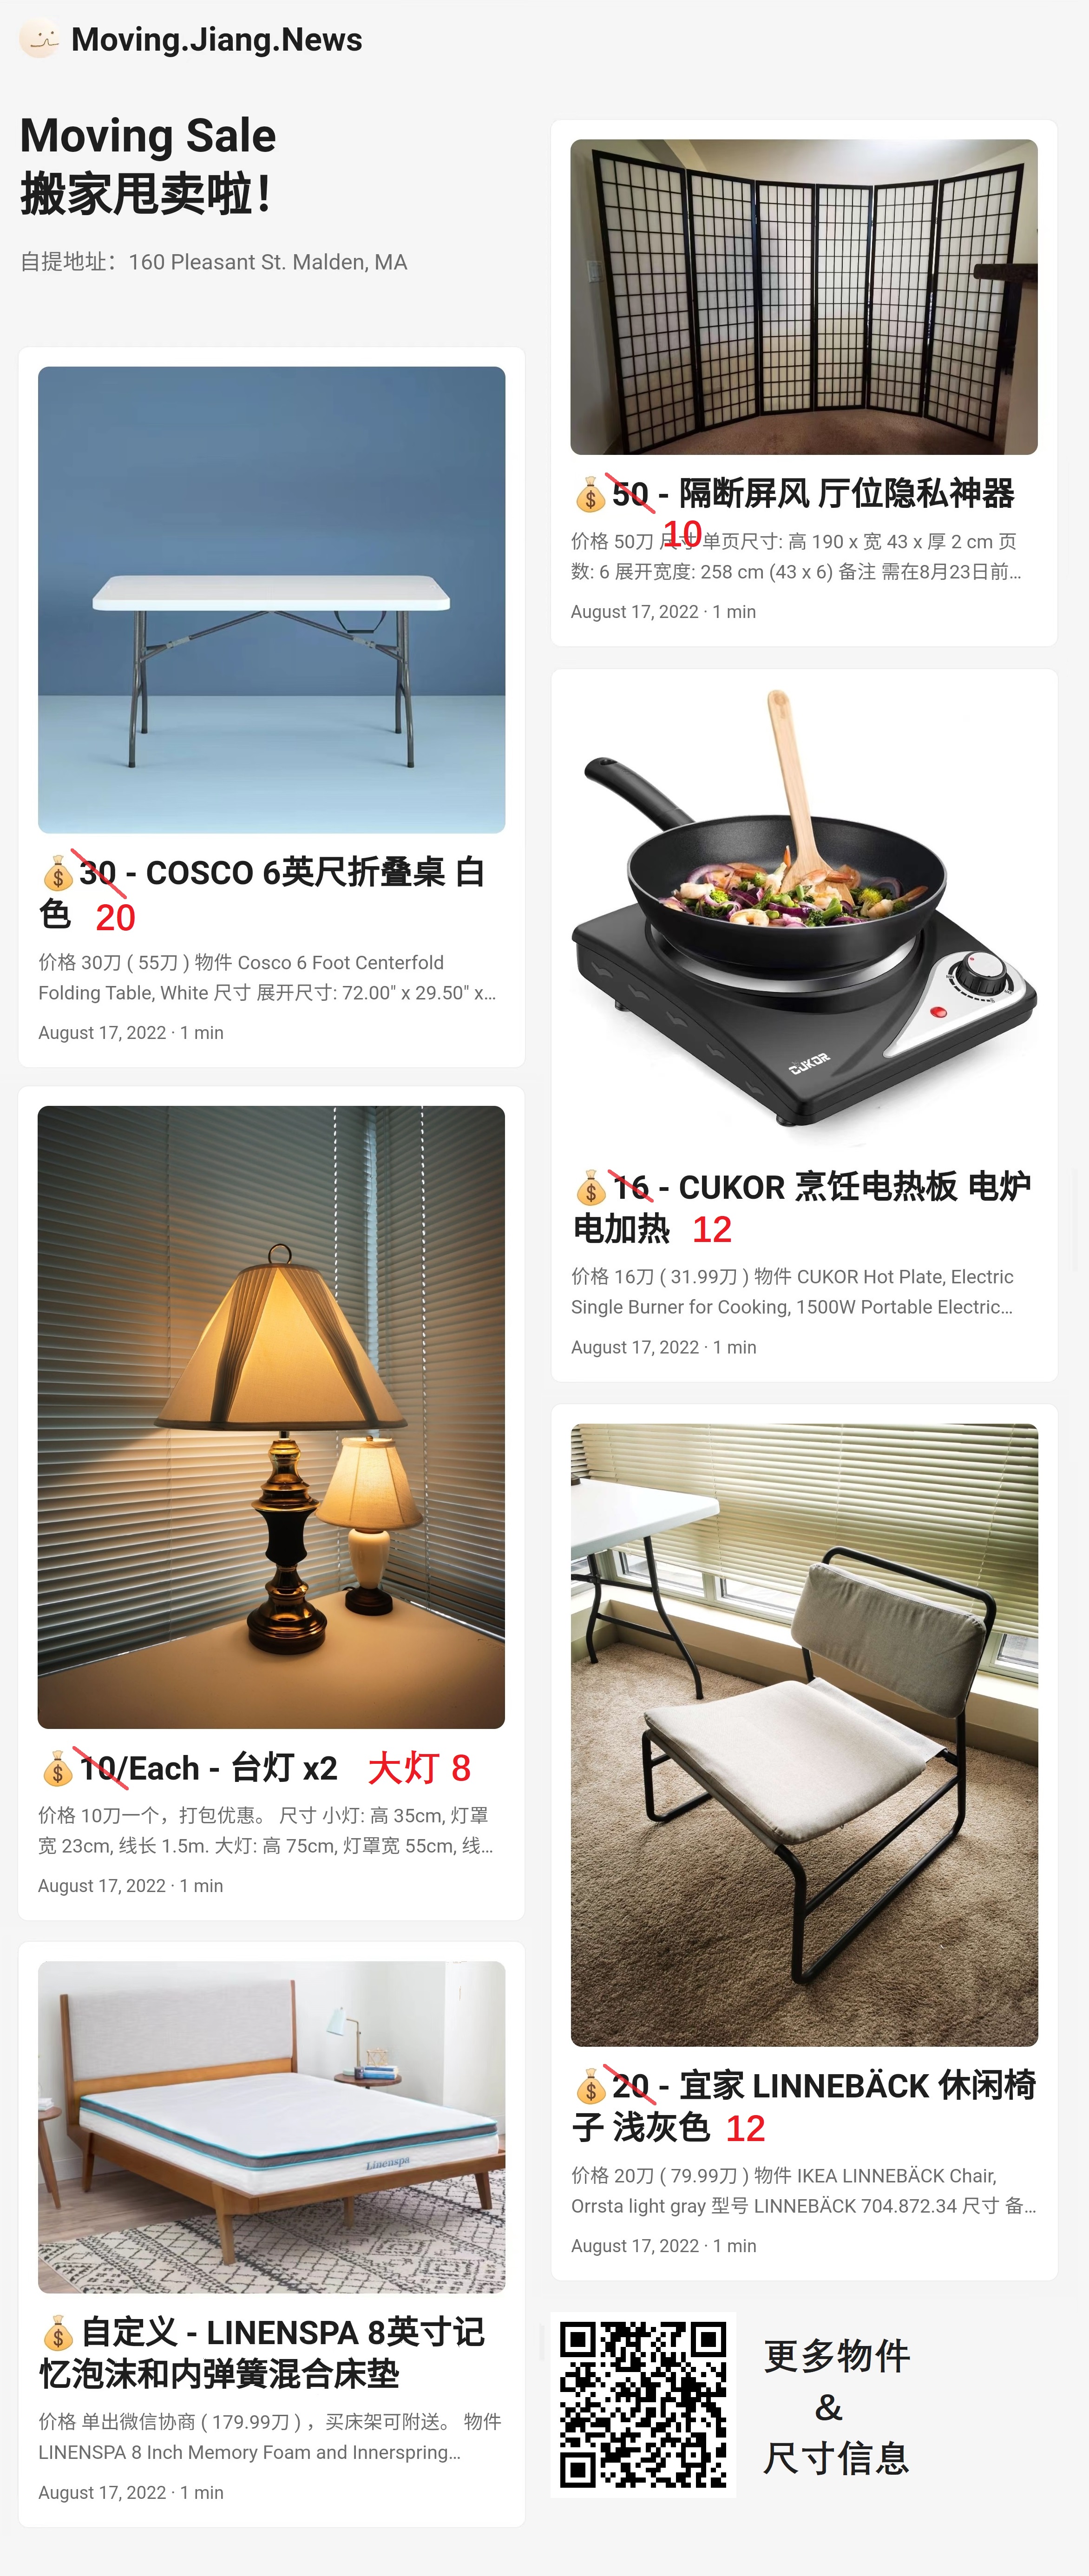 Moving.Jiang.News
Moving Sale
搬家甩卖啦！
自提地址：160 Pleasant St. Malden, MA
💰30 - COSCO 6英尺折叠桌 白
色 20
价格 30刀 ( 55刀 ) 物件 Cosco 6 Foot Centerfold
Folding Table, White 尺寸 展开尺寸: 72.00" x 29.50" x…
August 17, 2022 · 1 min
💰10/Each - 台灯 x2 大灯 8
价格 10刀一个，打包优惠。 尺寸 小灯: 高 35cm, 灯罩
宽 23cm, 线长 1.5m. 大灯: 高 75cm, 灯罩宽 55cm, 线…
August 17, 2022 · 1 min
Linenspa
💰自定义 - LINENSPA 8英寸记
忆泡沫和内弹簧混合床垫
价格 单出微信协商 ( 179.99刀 ) ，买床架可附送。 物件
LINENSPA 8 Inch Memory Foam and Innerspring…
August 17, 2022 · 1 min
💰50 - 隔断屏风 厅位隐私神器
10
价格 50刀 尺寸 单页尺寸: 高 190 x 宽 43 x 厚 2 cm 页
数: 6 展开宽度: 258 cm (43 x 6) 备注 需在8月23日前…
August 17, 2022 · 1 min
CUKOR
💰16 - CUKOR 烹饪电热板 电炉
电加热 12
价格 16刀 ( 31.99刀 ) 物件 CUKOR Hot Plate, Electric
Single Burner for Cooking, 1500W Portable Electric…
August 17, 2022 · 1 min
💰20 - 宜家 LINNEBÄCK 休闲椅
子 浅灰色 12
价格 20刀 ( 79.99刀 ) 物件 IKEA LINNEBÄCK Chair,
Orrsta light gray 型号 LINNEBÄCK 704.872.34 尺寸 备…
August 17, 2022 · 1 min
更多物件
&
尺寸信息